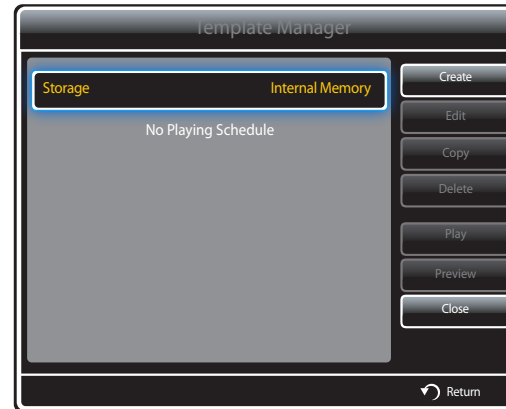 Template Manager
Storage Internal Memory
No Playing Schedule
Create
Edit
Copy
Delete
Play
Preview
Close
Return